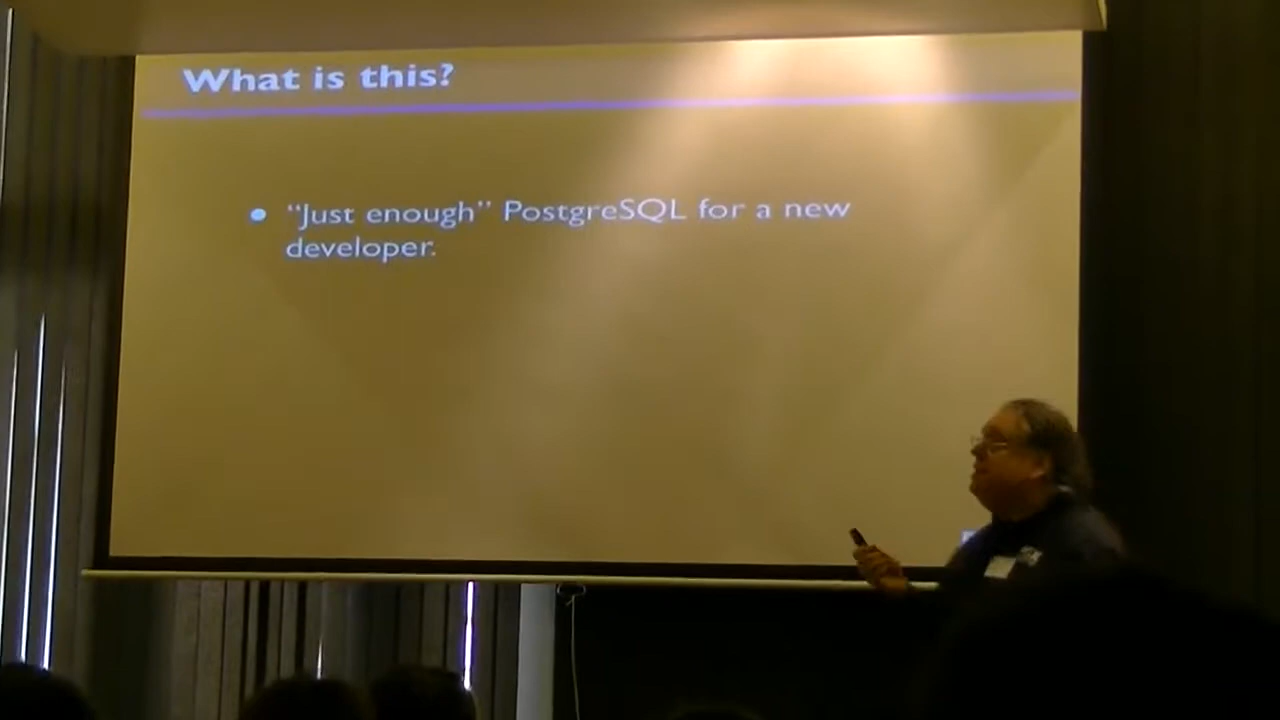 What is this?
• “Just enough” PostgreSQL for a new
developer.